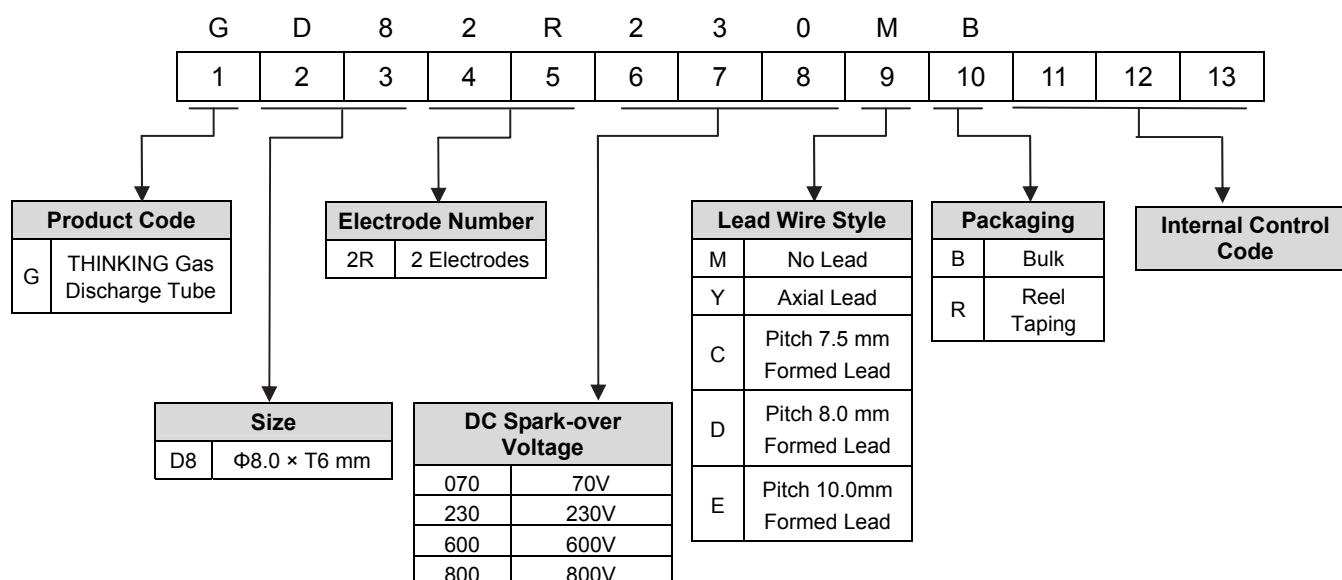 G D 8 2 R 2 3 0 M B
1 2 3 4 5 6 7 8 9 10 11 12 13
Product Code
G THINKING Gas
Discharge Tube
Electrode Number
2R 2 Electrodes
Lead Wire Style
M No Lead
Y Axial Lead
C Pitch 7.5 mm
Formed Lead
D Pitch 8.0 mm
Formed Lead
E Pitch 10.0mm
Formed Lead
Packaging
B Bulk
R Reel
Taping
Internal Control
Code
Size
D8 Φ8.0 × T6 mm
DC Spark-over
Voltage
070 70V
230 230V
600 600V
800 800V